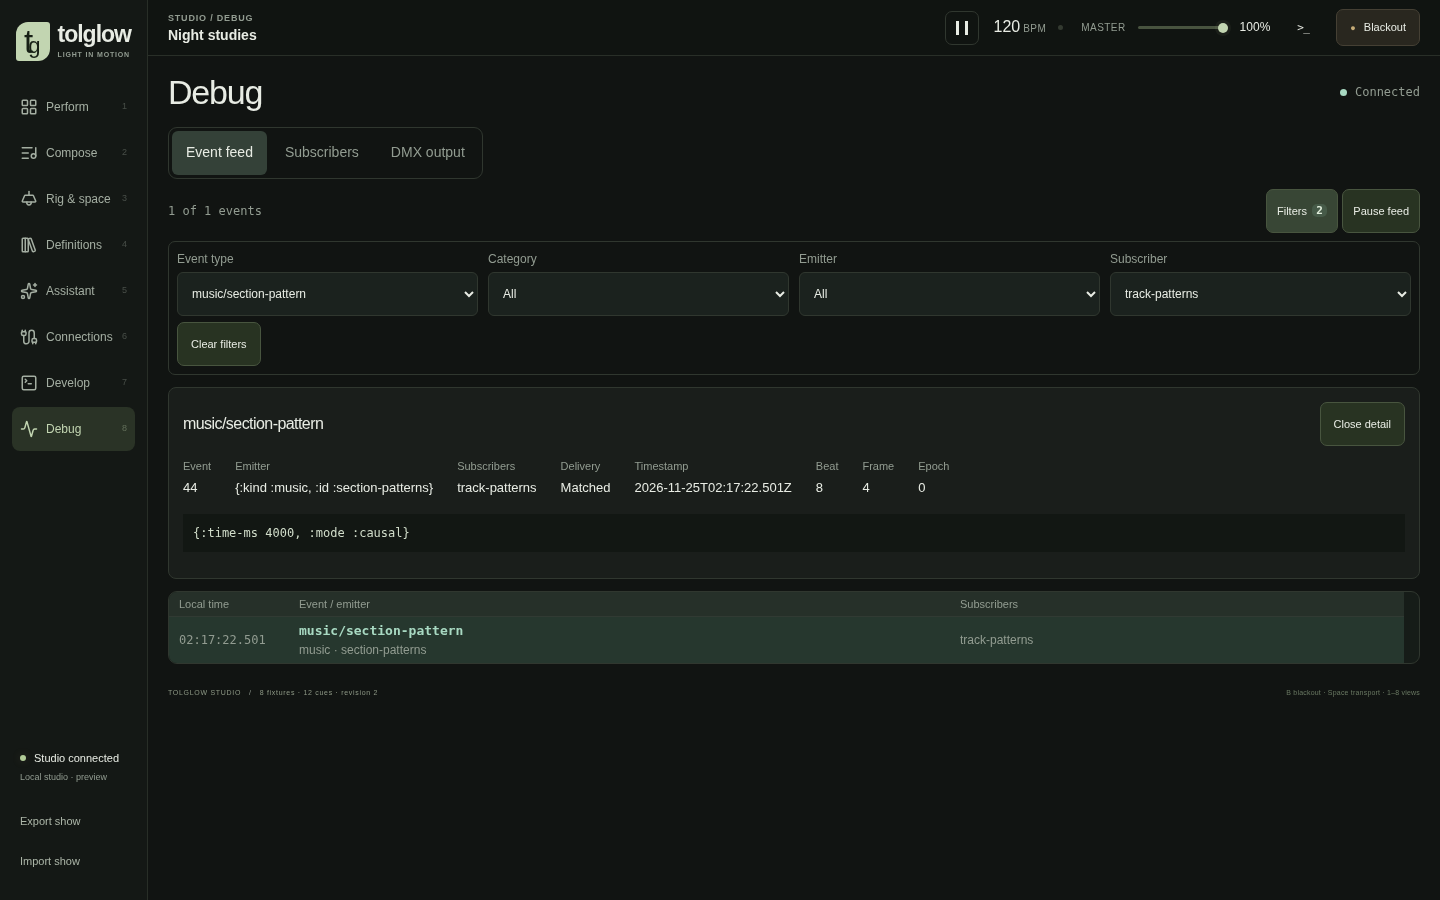 tg tolglow
LIGHT IN MOTION
Perform 1
Compose 2
Rig & space 3
Definitions 4
Assistant 5
Connections 6
Develop 7
Debug 8
Studio connected
Local studio · preview
Export show
Import show
STUDIO / DEBUG
Night studies
120 BPM
MASTER 100%
>_
Blackout
Debug
Connected
Event feed Subscribers DMX output
1 of 1 events
Filters 2 Pause feed
Event type Category Emitter Subscriber
music/section-pattern All All track-patterns
Clear filters
music/section-pattern
Close detail
Event Emitter Subscribers Delivery Timestamp Beat Frame Epoch
44 {:kind :music, :id :section-patterns} track-patterns Matched 2026-11-25T02:17:22.501Z 8 4 0
{:time-ms 4000, :mode :causal}
Local time Event / emitter Subscribers
02:17:22.501 music/section-pattern track-patterns
music · section-patterns
TOLGLOW STUDIO / 8 fixtures · 12 cues · revision 2
B blackout · Space transport · 1–8 views